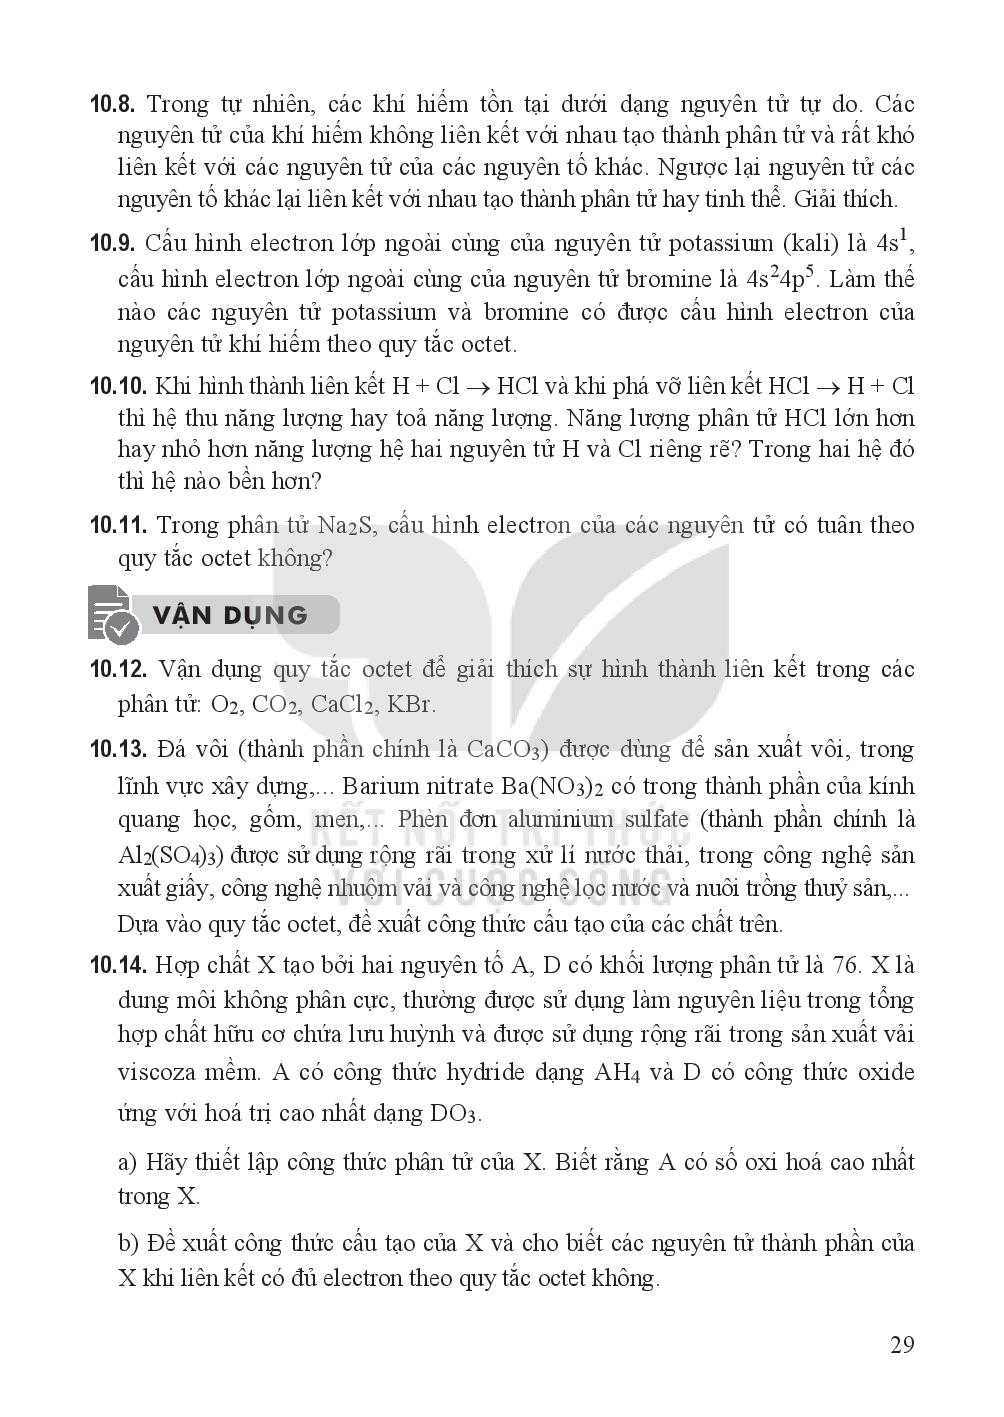 10.8. Trong tự nhiên, các khí hiếm tồn tại dưới dạng nguyên tử tự do. Các
nguyên tử của khí hiếm không liên kết với nhau tạo thành phân tử và rất khó
liên kết với các nguyên tử của các nguyên tố khác. Ngược lại nguyên tử các
nguyên tố khác lại liên kết với nhau tạo thành phân tử hay tinh thể. Giải thích.
10.9. Cấu hình electron lớp ngoài cùng của nguyên tử potassium (kali) là 4s¹,
cấu hình electron lớp ngoài cùng của nguyên tử bromine là 4s²4p⁵. Làm thế
nào các nguyên tử potassium và bromine có được cấu hình electron của
nguyên tử khí hiếm theo quy tắc octet.
10.10. Khi hình thành liên kết H + Cl → HCl và khi phá vỡ liên kết HCl → H + Cl
thì hệ thu năng lượng hay toả năng lượng. Năng lượng phân tử HCl lớn hơn
hay nhỏ hơn năng lượng hệ hai nguyên tử H và Cl riêng rẽ? Trong hai hệ đó
thì hệ nào bền hơn?
10.11. Trong phân tử Na₂S, cấu hình electron của các nguyên tử có tuân theo
quy tắc octet không?
VẬN DỤNG
10.12. Vận dụng quy tắc octet để giải thích sự hình thành liên kết trong các
phân tử: O₂, CO₂, CaCl₂, KBr.
10.13. Đá vôi (thành phần chính là CaCO₃) được dùng để sản xuất vôi, trong
lĩnh vực xây dựng,... Barium nitrate Ba(NO₃)₂ có trong thành phần của kính
quang học, gốm, men,... Phèn đơn aluminium sulfate (thành phần chính là
KẾT NỐI TRI THỨC
Al₂(SO₄)₃) được sử dụng rộng rãi trong xử lí nước thải, trong công nghệ sản
xuất giấy, công nghệ nhuộm vải và công nghệ lọc nước và nuôi trồng thuỷ sản,...
VỚI CUỘC SỐNG
Dựa vào quy tắc octet, đề xuất công thức cấu tạo của các chất trên.
10.14. Hợp chất X tạo bởi hai nguyên tố A, D có khối lượng phân tử là 76. X là
dung môi không phân cực, thường được sử dụng làm nguyên liệu trong tổng
hợp chất hữu cơ chứa lưu huỳnh và được sử dụng rộng rãi trong sản xuất vải
viscoza mềm. A có công thức hydride dạng AH₄ và D có công thức oxide
ứng với hoá trị cao nhất dạng DO₃.
a) Hãy thiết lập công thức phân tử của X. Biết rằng A có số oxi hoá cao nhất
trong X.
b) Đề xuất công thức cấu tạo của X và cho biết các nguyên tử thành phần của
X khi liên kết có đủ electron theo quy tắc octet không.
29